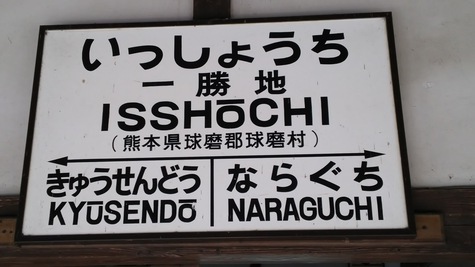 いっしょうち
一勝地
ISSHōCHI
(熊本県球磨郡球磨村)
きゅうせんどう ならぐち
KYūSENDō NARAGUCHI